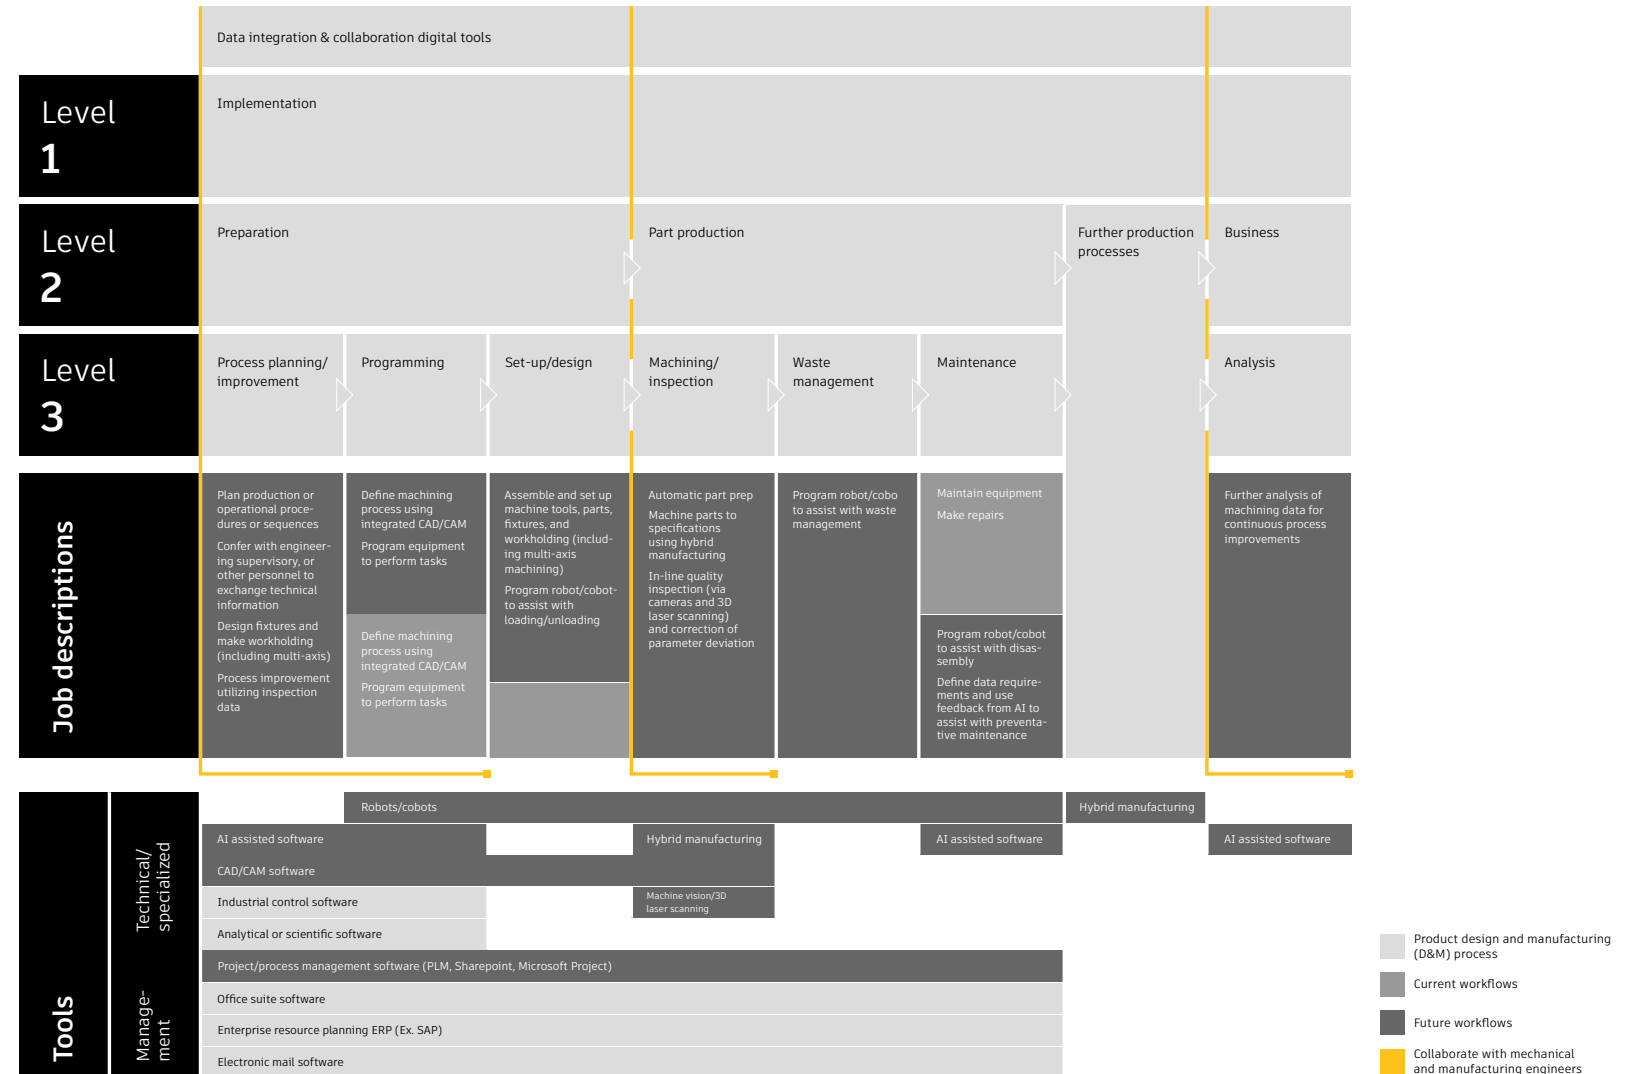 Data integration & collaboration digital tools
Level
1
Implementation
Level
2
Preparation
Part production
Further production
processes
Business
Level
3
Process planning/
improvement
Programming
Set-up/design
Machining/
inspection
Waste
management
Maintenance
Analysis
Job descriptions
Plan production or
operational proce-
dures or sequences
Confer with engineer-
ing supervisory, or
other personnel to
exchange technical
information
Design fixtures and
make workholding
(including multi-axis)
Process improvement
utilizing inspection
data
Define machining
process using
integrated CAD/CAM
Program equipment
to perform tasks
Define machining
process using
integrated CAD/CAM
Program equipment
to perform tasks
Assemble and set up
machine tools, parts,
fixtures, and
workholding (includ-
ing multi-axis
machining)
Program robot/cobot-
to assist with
loading/unloading
Automatic part prep
Machine parts to
specifications
using hybrid
manufacturing
In-line quality
inspection (via
cameras and 3D
laser scanning)
and correction of
parameter deviation
Program robot/cobo
to assist with waste
management
Maintain equipment
Make repairs
Program robot/cobot
to assist with disas-
sembly
Define data require-
ments and use
feedback from AI to
assist with preventa-
tive maintenance
Further analysis of
machining data for
continuous process
improvements
Tools
Technical/
specialized
Manage-
ment
Robots/cobots
Hybrid manufacturing
AI assisted software
Hybrid manufacturing
AI assisted software
AI assisted software
CAD/CAM software
Industrial control software
Machine vision/3D
laser scanning
Analytical or scientific software
Project/process management software (PLM, Sharepoint, Microsoft Project)
Office suite software
Enterprise resource planning ERP (Ex. SAP)
Electronic mail software
Product design and manufacturing
(D&M) process
Current workflows
Future workflows
Collaborate with mechanical
and manufacturing engineers